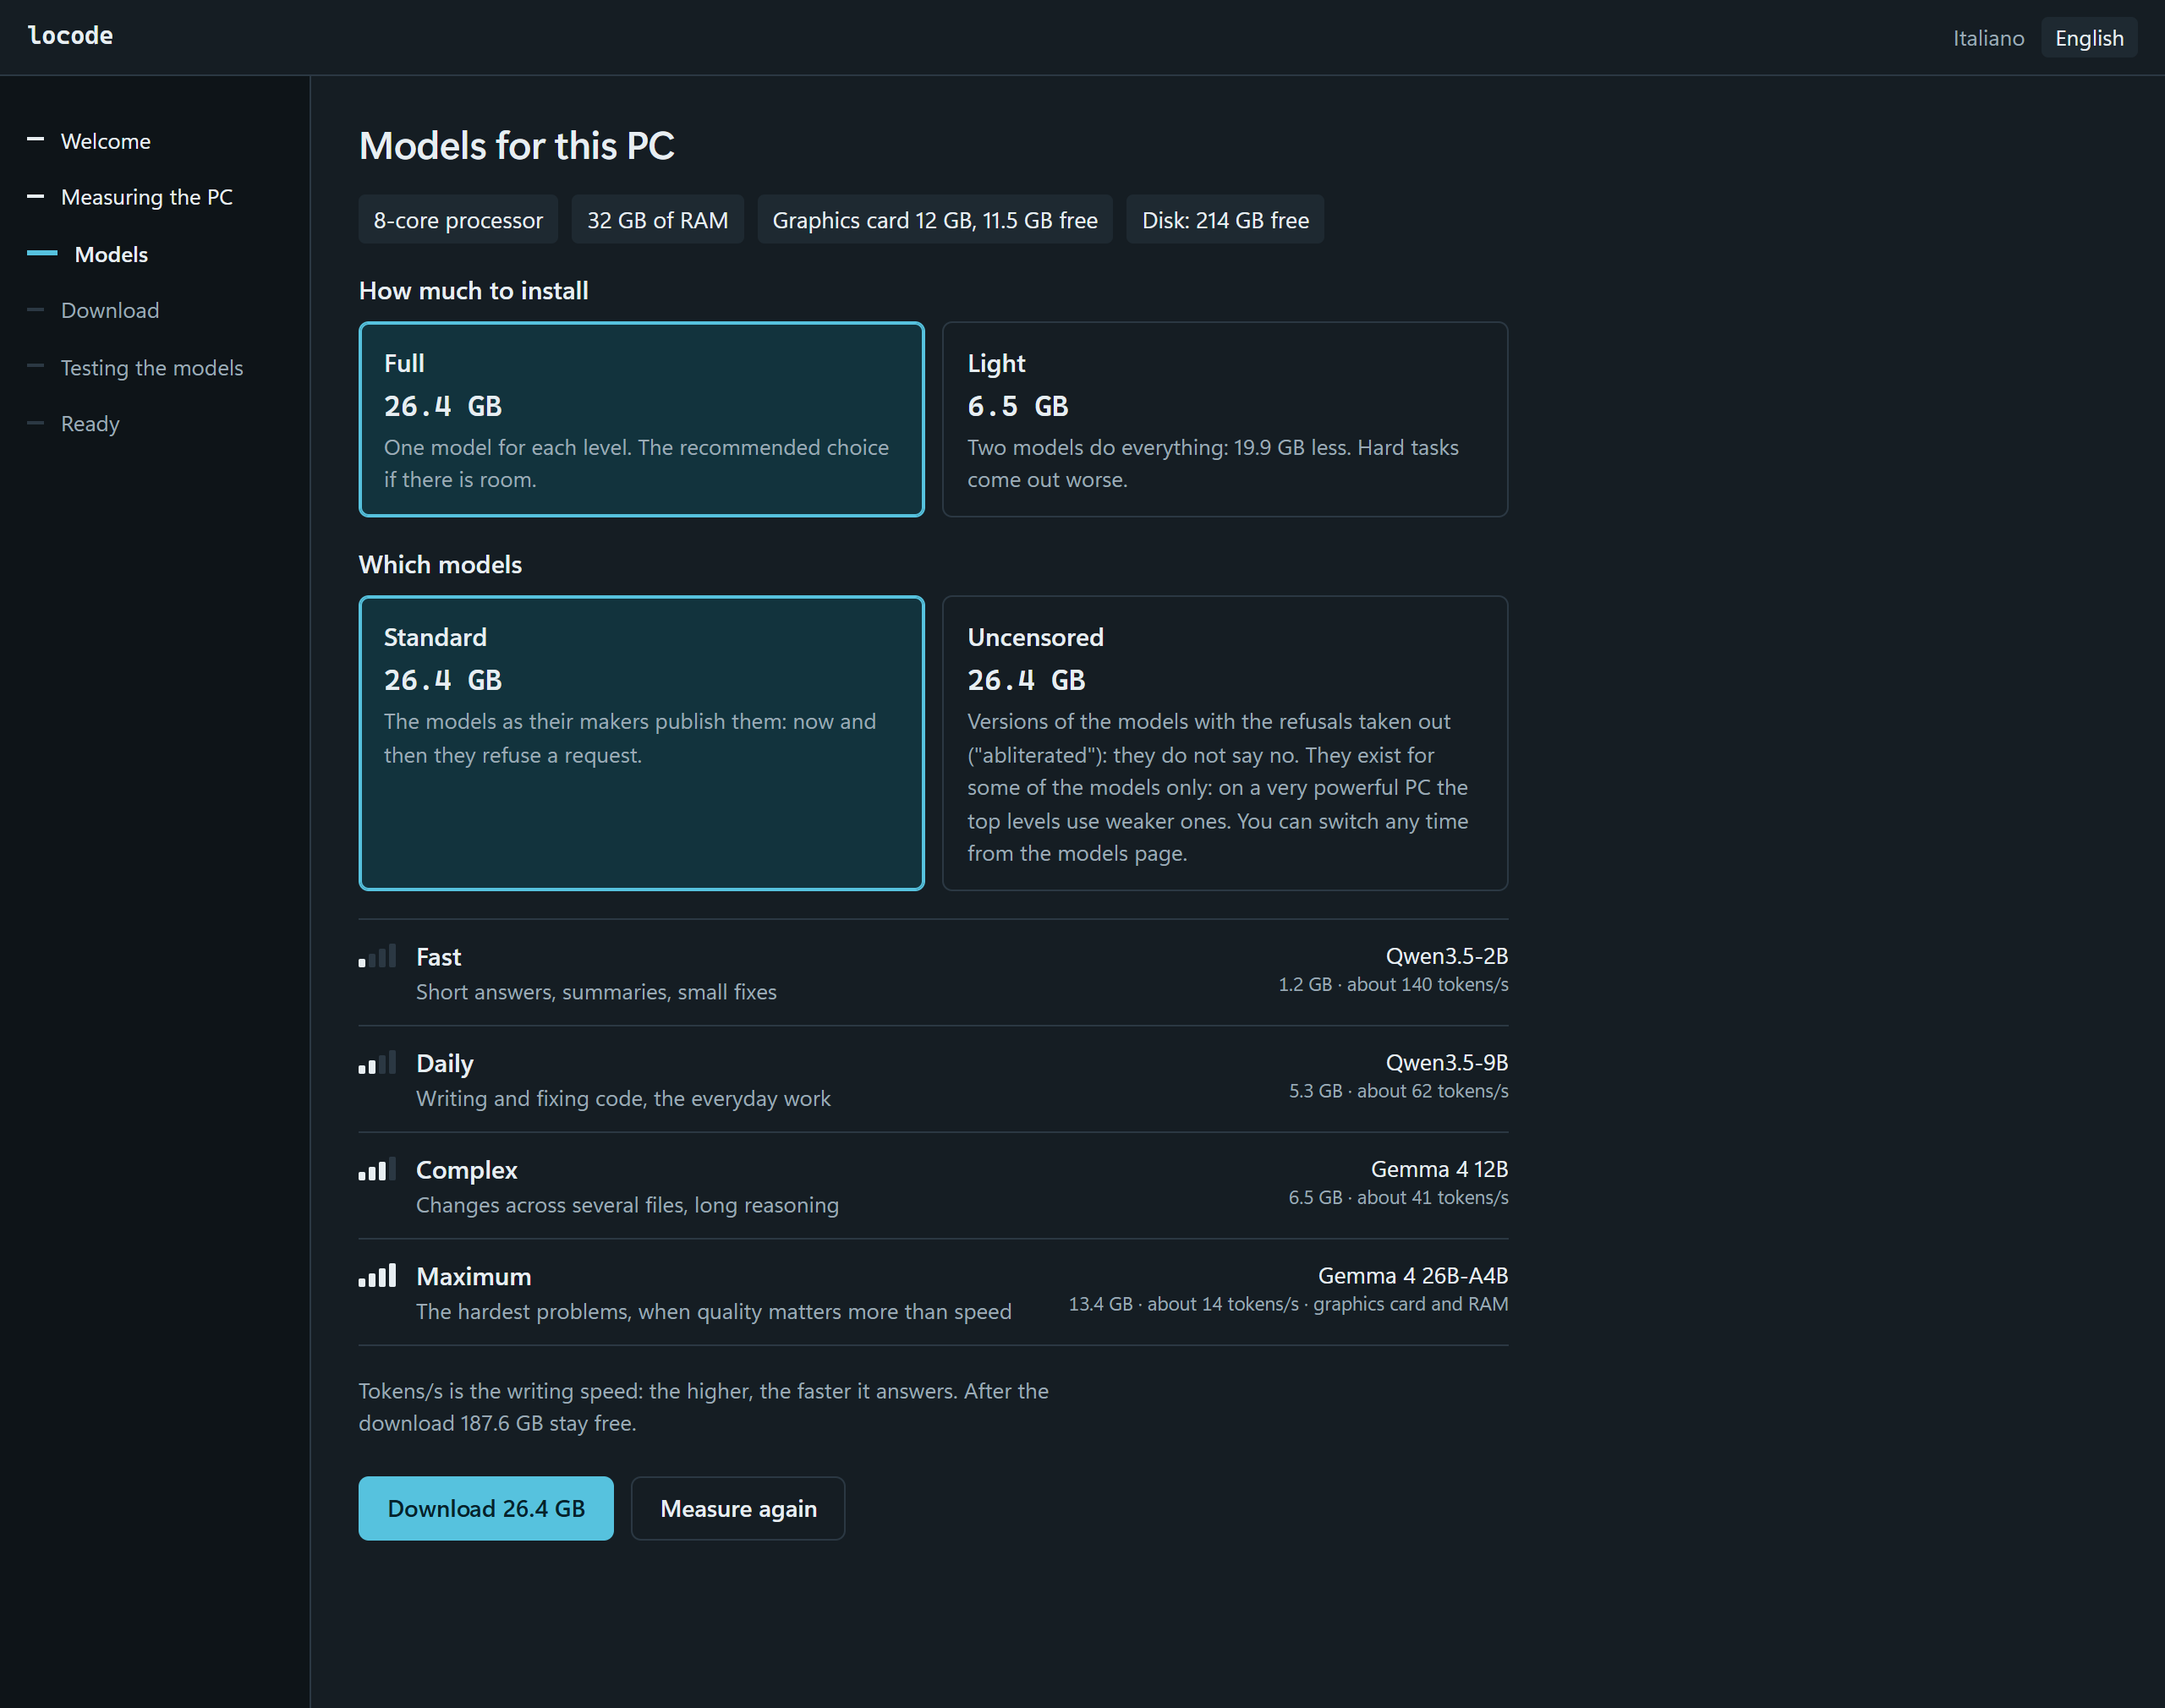 locode
Italiano
English
Welcome
Measuring the PC
Models
Download
Testing the models
Ready
Models for this PC
8-core processor
32 GB of RAM
Graphics card 12 GB, 11.5 GB free
Disk: 214 GB free
How much to install
Full
26.4 GB
One model for each level. The recommended choice
if there is room.
Light
6.5 GB
Two models do everything: 19.9 GB less. Hard tasks
come out worse.
Which models
Standard
26.4 GB
The models as their makers publish them: now and
then they refuse a request.
Uncensored
26.4 GB
Versions of the models with the refusals taken out
("abliterated"): they do not say no. They exist for
some of the models only: on a very powerful PC the
top levels use weaker ones. You can switch any time
from the models page.
Fast
Short answers, summaries, small fixes
Qwen3.5-2B
1.2 GB · about 140 tokens/s
Daily
Writing and fixing code, the everyday work
Qwen3.5-9B
5.3 GB · about 62 tokens/s
Complex
Changes across several files, long reasoning
Gemma 4 12B
6.5 GB · about 41 tokens/s
Maximum
The hardest problems, when quality matters more than speed
Gemma 4 26B-A4B
13.4 GB · about 14 tokens/s · graphics card and RAM
Tokens/s is the writing speed: the higher, the faster it answers. After the
download 187.6 GB stay free.
Download 26.4 GB
Measure again